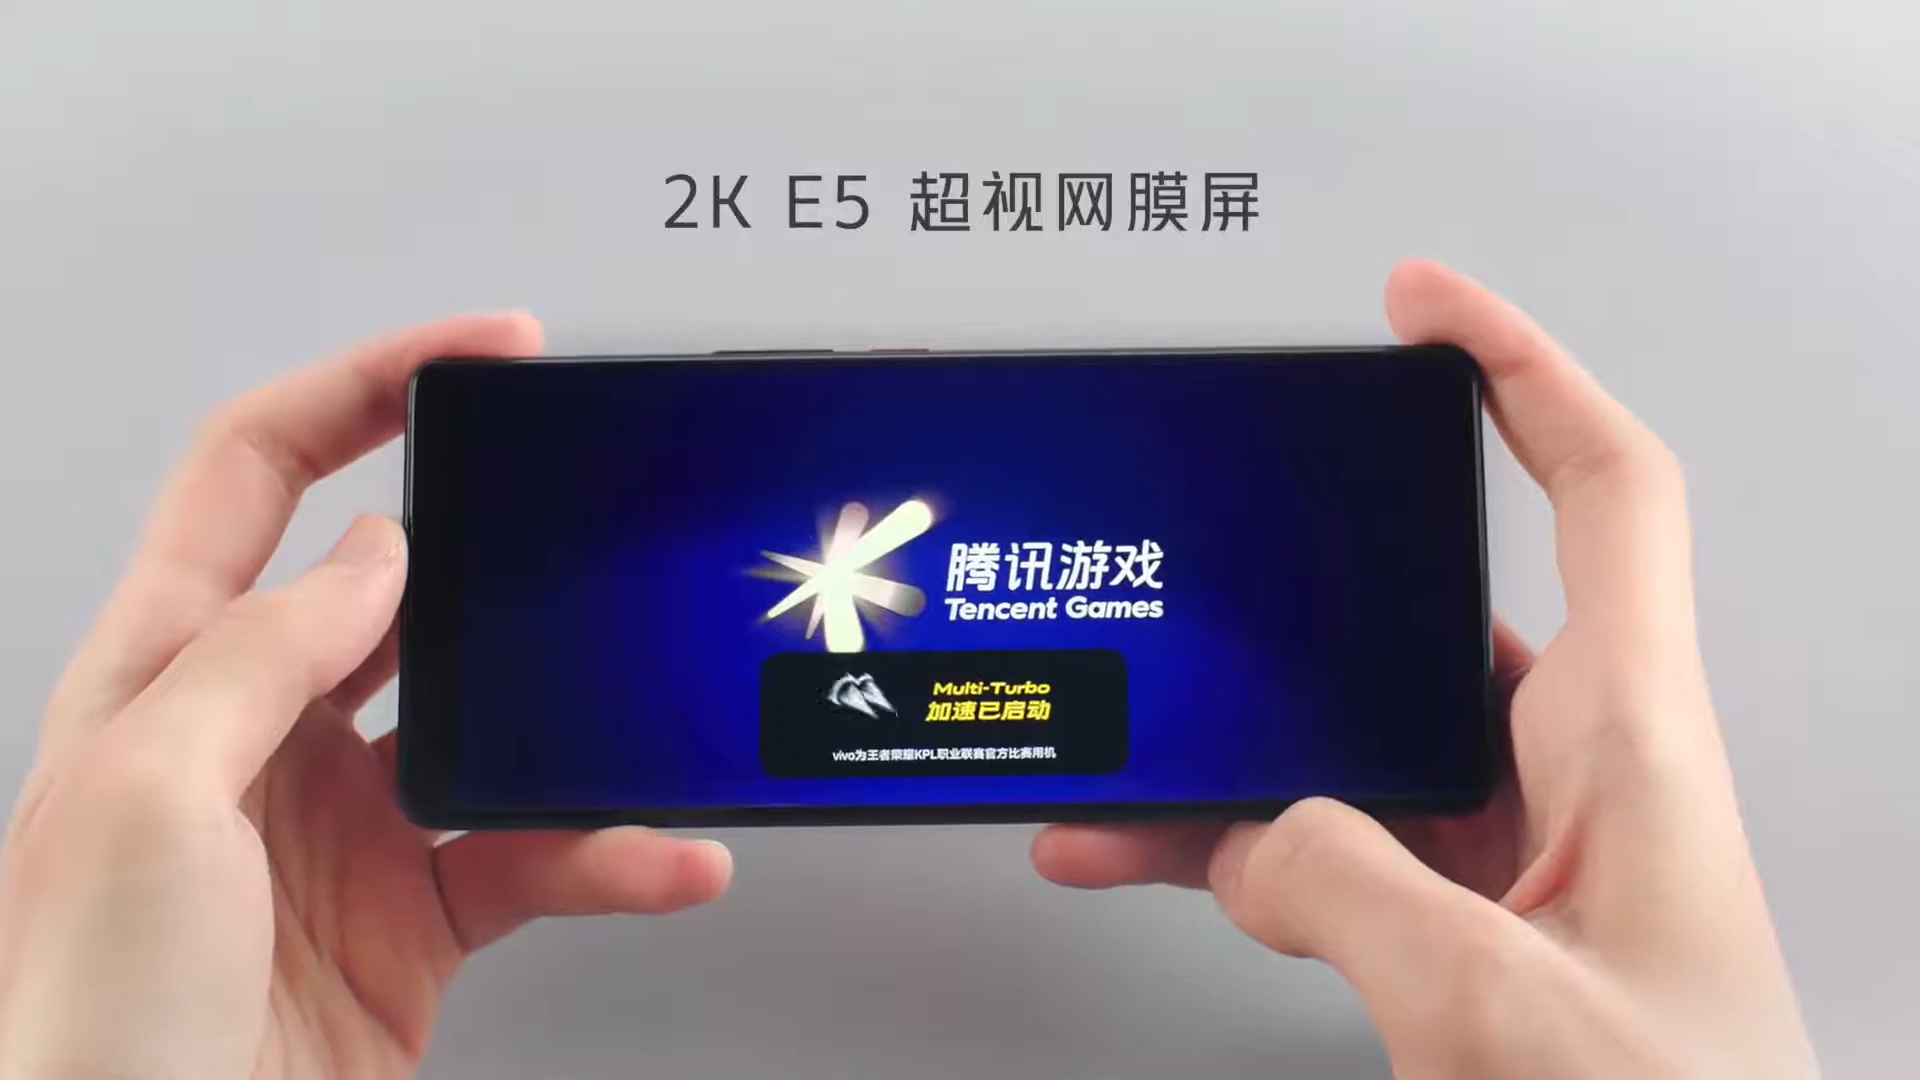 2K E5 超视网膜屏
腾讯游戏
Tencent Games
Multi-Turbo
加速已启动
vivo为王者荣耀KPL职业联赛官方比赛用机